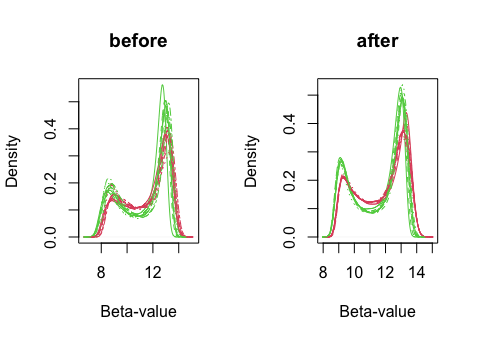 before
Density
0.0 0.2 0.4
8 12
Beta-value
after
Density
0.0 0.2 0.4
8 10 12 14
Beta-value